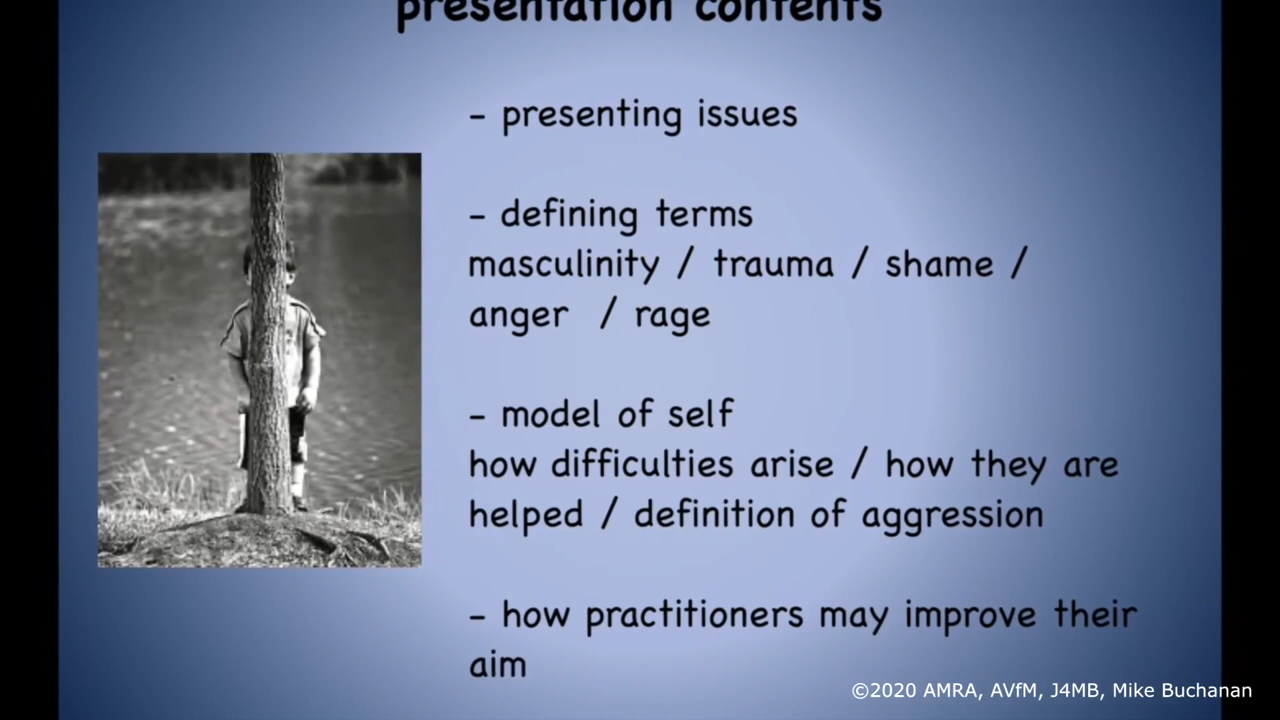 presentation contents
- presenting issues
- defining terms
masculinity / trauma / shame /
anger / rage
- model of self
how difficulties arise / how they are
helped / definition of aggression
- how practitioners may improve their
aim
©2020 AMRA, AVfM, J4MB, Mike Buchanan